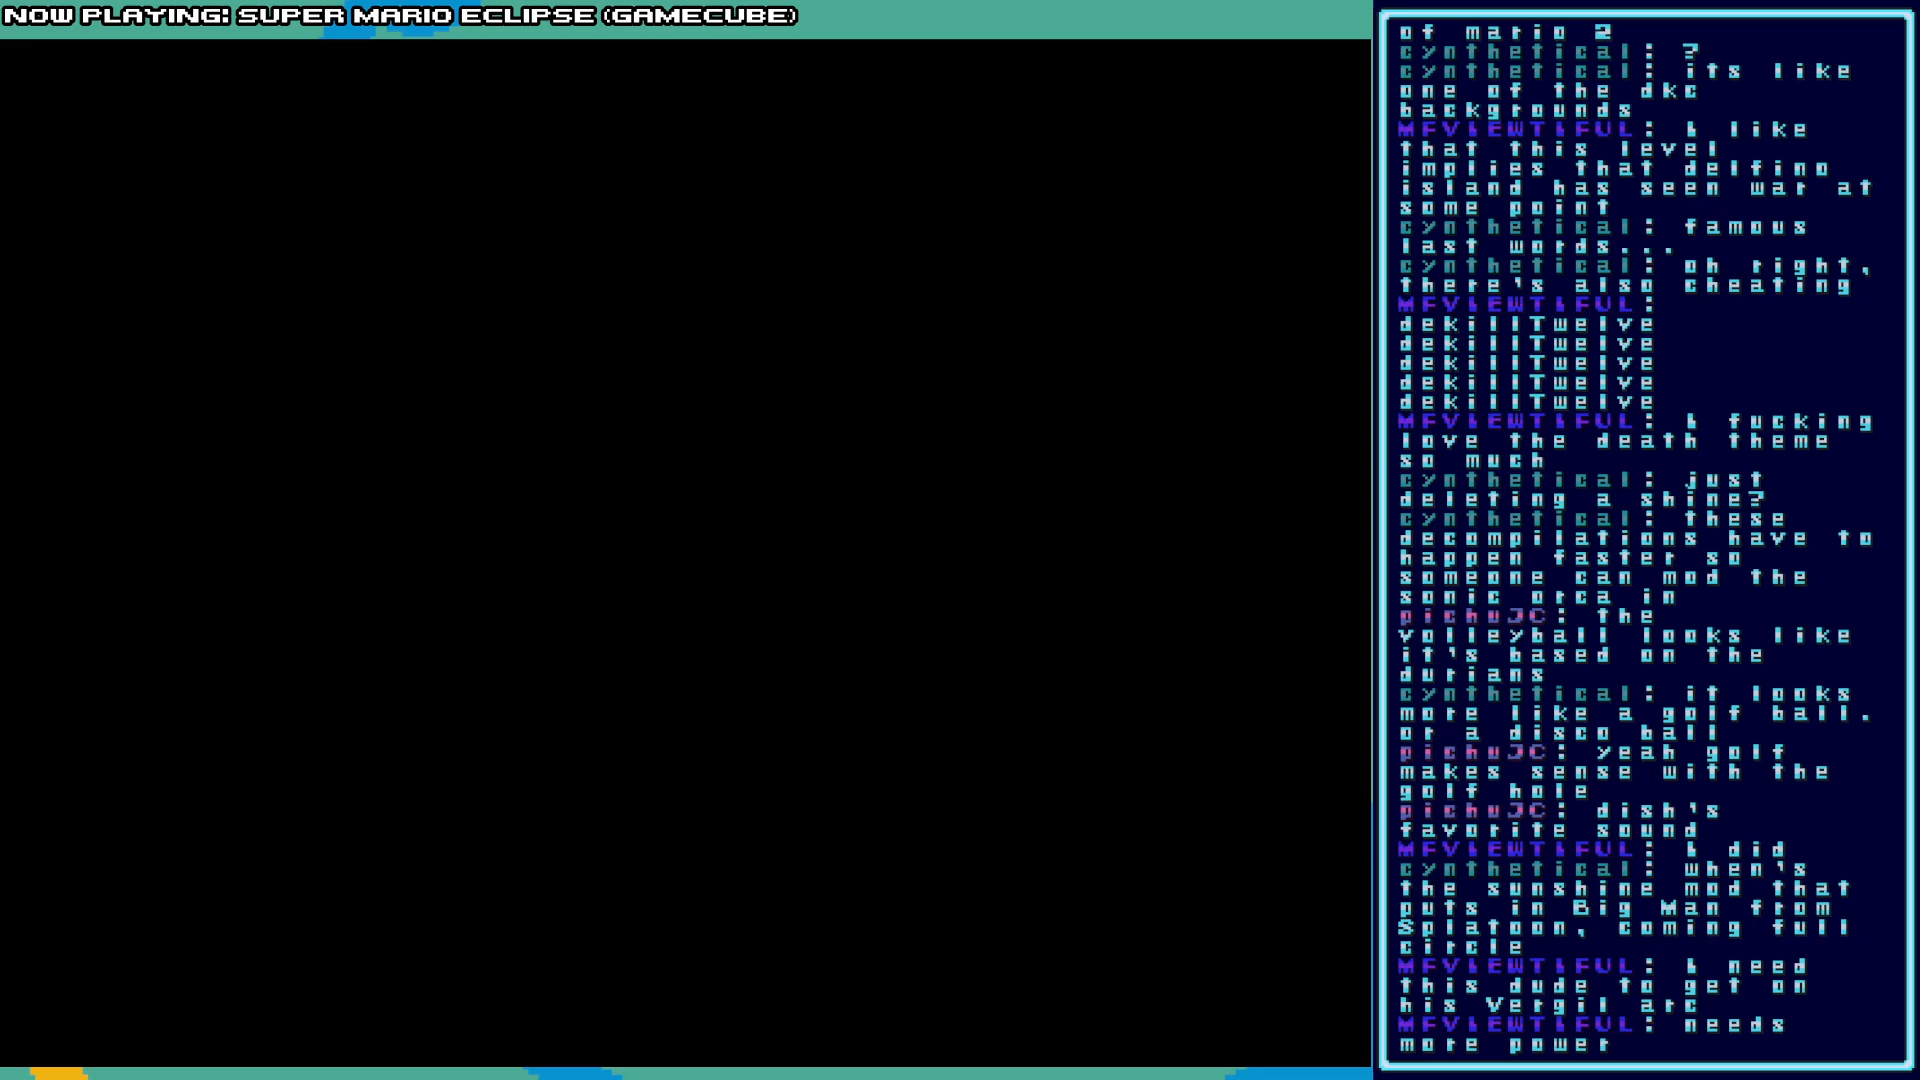 NOW PLAYING: SUPER MARIO ECLIPSE (GAMECUBE)
of mario 2
cynthetical: ?
cynthetical: its like
one of the dkc
backgrounds
MFVIEWTIFUL: I like
that this level
implies that delfino
island has seen war at
some point
cynthetical: famous
last words...
cynthetical: oh right,
there's also cheating
MFVIEWTIFUL:
dekillTwelve
dekillTwelve
dekillTwelve
dekillTwelve
dekillTwelve
MFVIEWTIFUL: I fucking
love the death theme
so much
cynthetical: just
deleting a shine?
cynthetical: these
decompilations have to
happen faster so
someone can mod the
sonic orca in
pichuJC: the
volleyball looks like
it's based on the
durians
cynthetical: it looks
more like a golf ball.
or a disco ball
pichuJC: yeah golf
makes sense with the
golf hole
pichuJC: dish's
favorite sound
MFVIEWTIFUL: I did
cynthetical: when's
the sunshine mod that
puts in Big Man from
Splatoon, coming full
circle
MFVIEWTIFUL: I need
this dude to get on
his Vergil arc
MFVIEWTIFUL: needs
more power